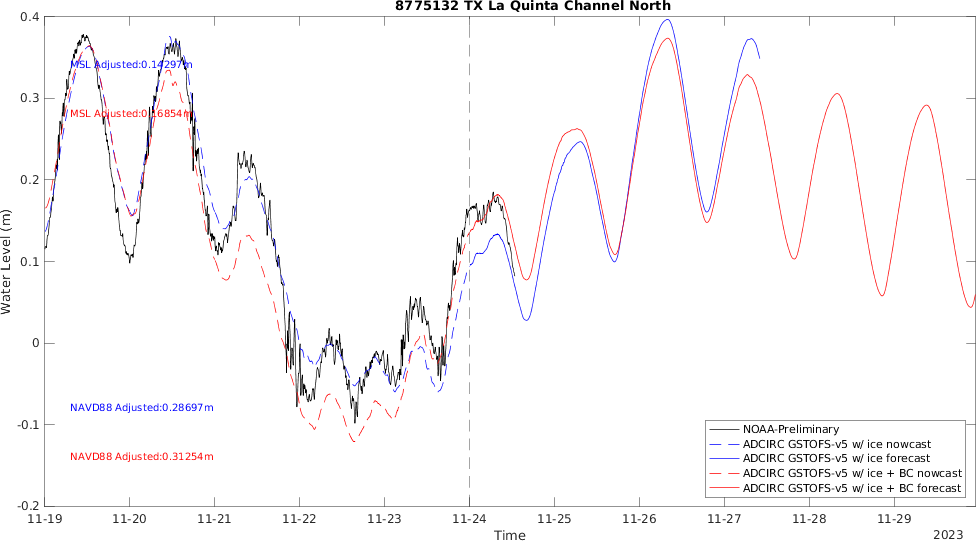 8775132 TX La Quinta Channel North
0.4
0.3
0.2
0.1
0
-0.1
-0.2
Water Level (m)
MSL Adjusted:0.14297m
MSL Adjusted:0.16854m
NAVD88 Adjusted:0.28697m
NAVD88 Adjusted:0.31254m
NOAA-Preliminary
ADCIRC GSTOFS-v5 w/ ice nowcast
ADCIRC GSTOFS-v5 w/ ice forecast
ADCIRC GSTOFS-v5 w/ ice + BC nowcast
ADCIRC GSTOFS-v5 w/ ice + BC forecast
11-19 11-20 11-21 11-22 11-23 11-24 11-25 11-26 11-27 11-28 11-29
Time
2023